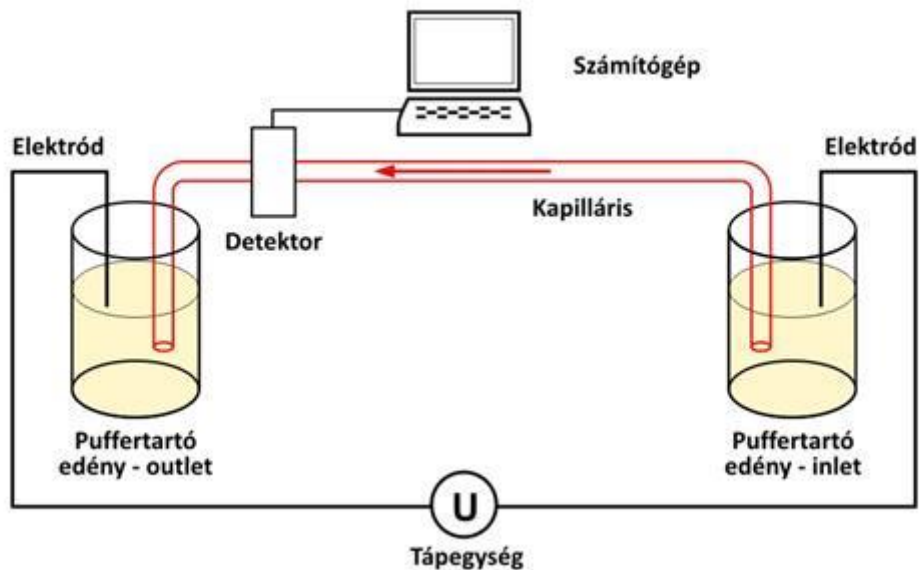 Számítógép
Elektród
Elektród
Kapilláris
Detektor
Puffertartó
edény - outlet
Puffertartó
edény - inlet
U
Tápegység